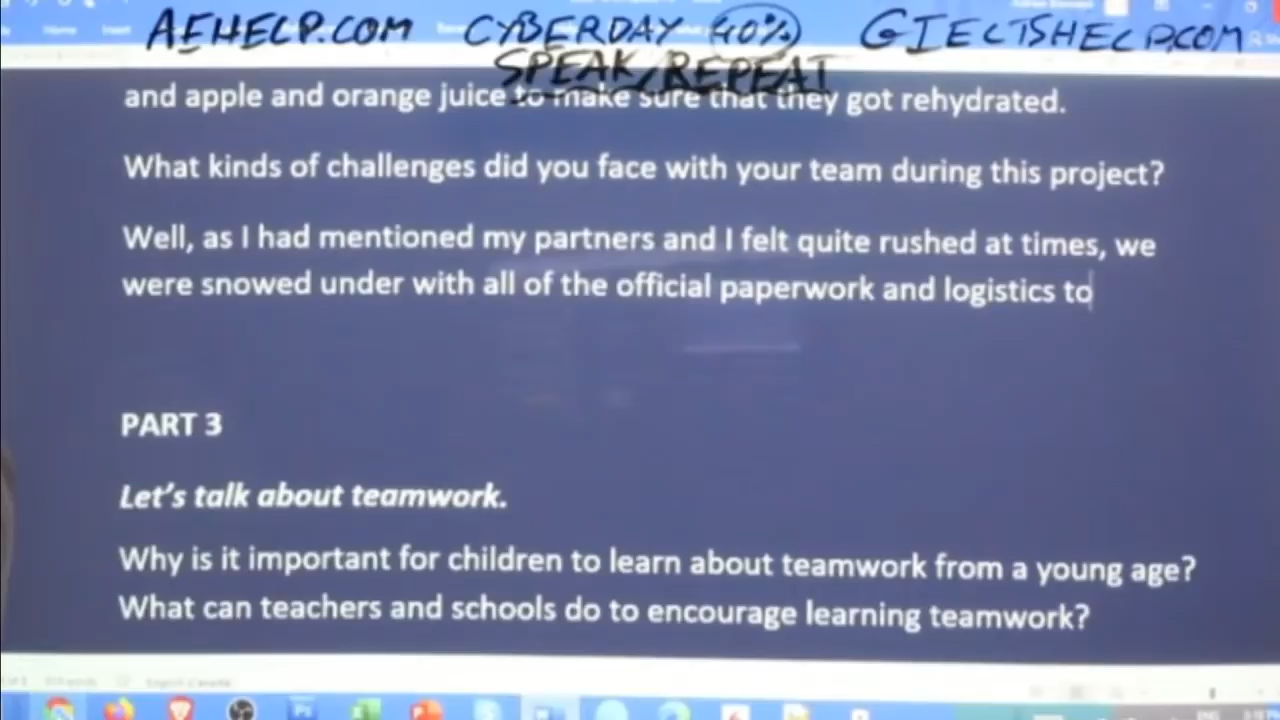 AEHELP.COM CYBERDAY 40% GIELTSHELP.COM
SPEAK/REPEAT
and apple and orange juice to make sure that they got rehydrated.
What kinds of challenges did you face with your team during this project?
Well, as I had mentioned my partners and I felt quite rushed at times, we
were snowed under with all of the official paperwork and logistics to
PART 3
Let's talk about teamwork.
Why is it important for children to learn about teamwork from a young age?
What can teachers and schools do to encourage learning teamwork?